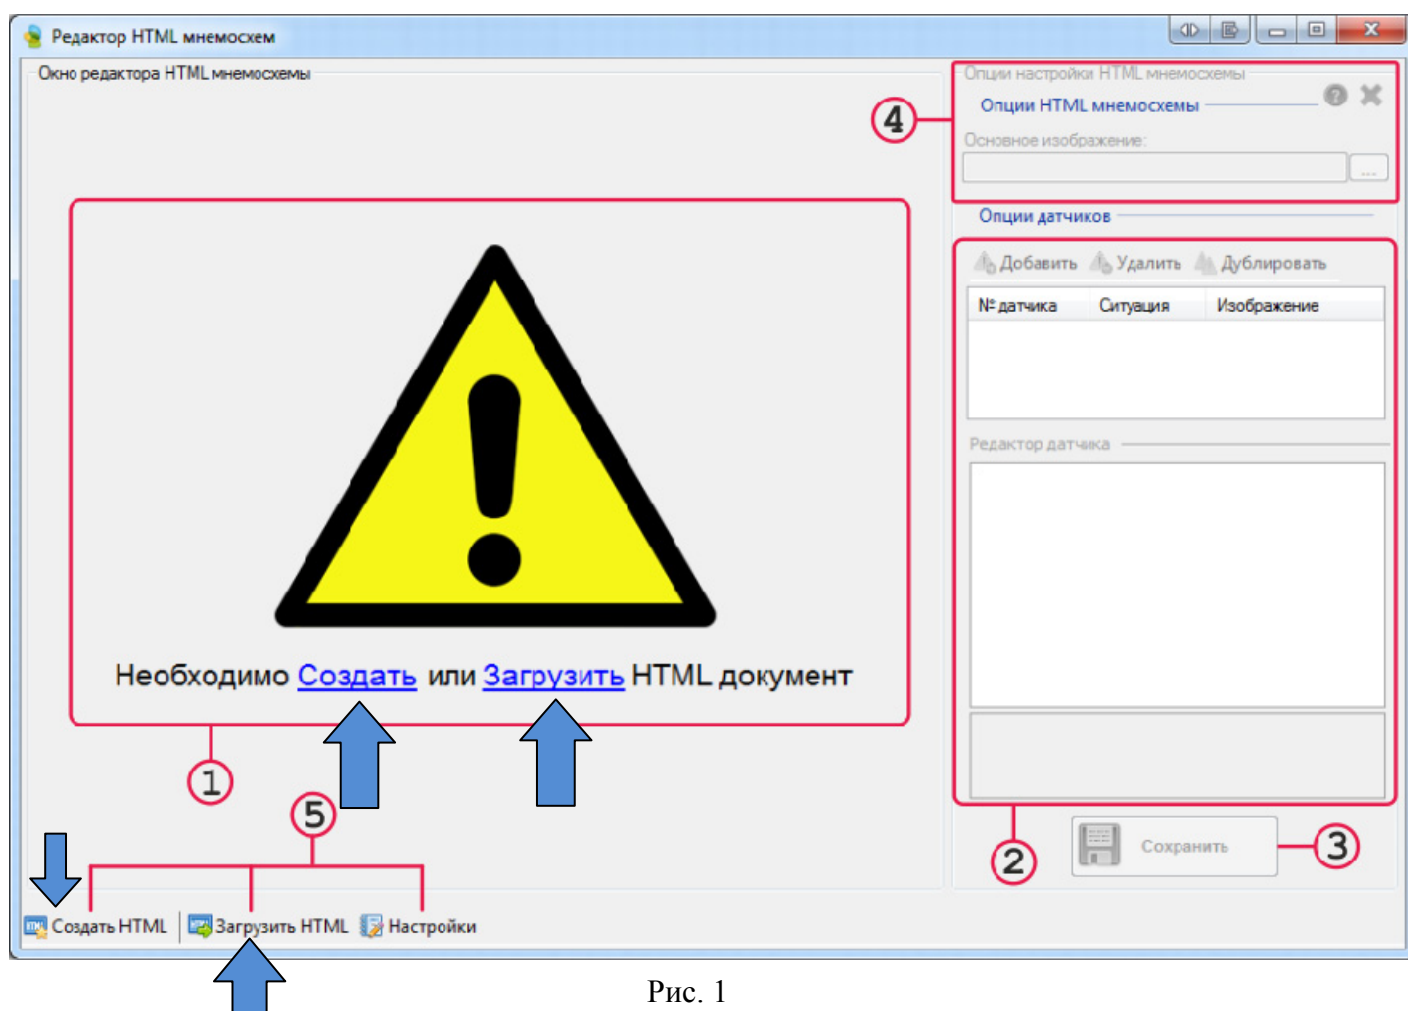 Редактор HTML мнемосхем
Окно редактора HTML мнемосхемы
Опции настройки HTML мнемосхемы
Опции HTML мнемосхемы
4
Основное изображение:
...
Опции датчиков
Добавить Удалить Дублировать
№ датчика Ситуация Изображение
Редактор датчика
Необходимо Создать или Загрузить HTML документ
1
5
2
Сохранить
3
Создать HTML Загрузить HTML Настройки
Рис. 1